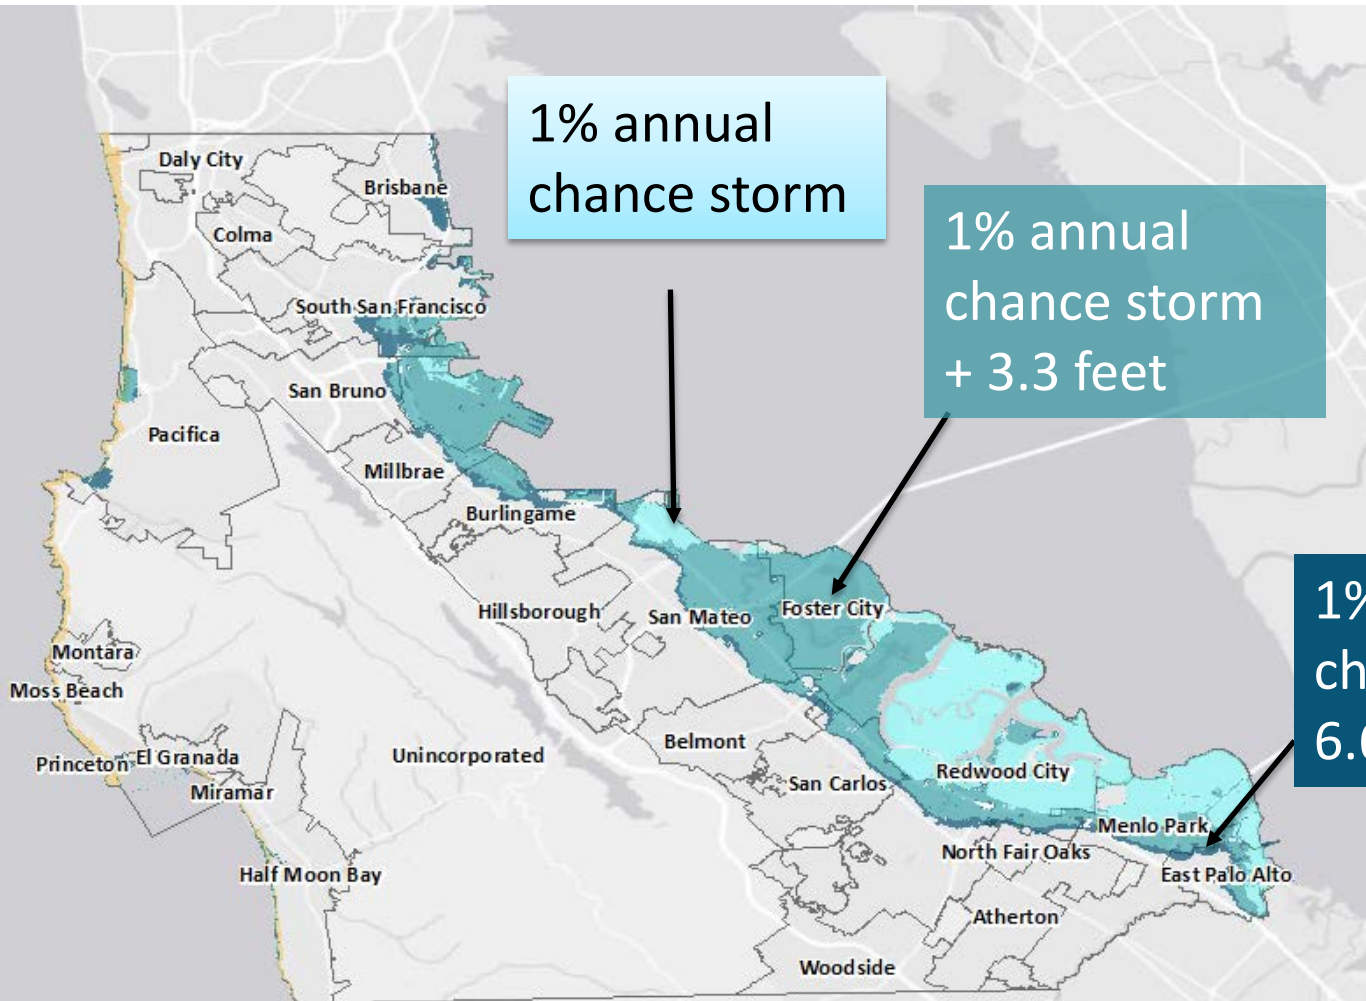 1% annual
chance storm
1% annual
chance storm
+ 3.3 feet
Daly City
Brisbane
Colma
South San Francisco
San Bruno
Pacifica
Millbrae
Burlingame
Hillsborough
San Mateo
Foster City
Montara
Moss Beach
Princeton
El Granada
Miramar
Unincorporated
Belmont
San Carlos
Redwood City
Menlo Park
North Fair Oaks
East Palo Alto
Half Moon Bay
Atherton
Woodside
1%
ch